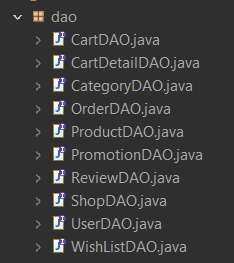 dao
CartDAO.java
CartDetailDAO.java
CategoryDAO.java
OrderDAO.java
ProductDAO.java
PromotionDAO.java
ReviewDAO.java
ShopDAO.java
UserDAO.java
WishListDAO.java